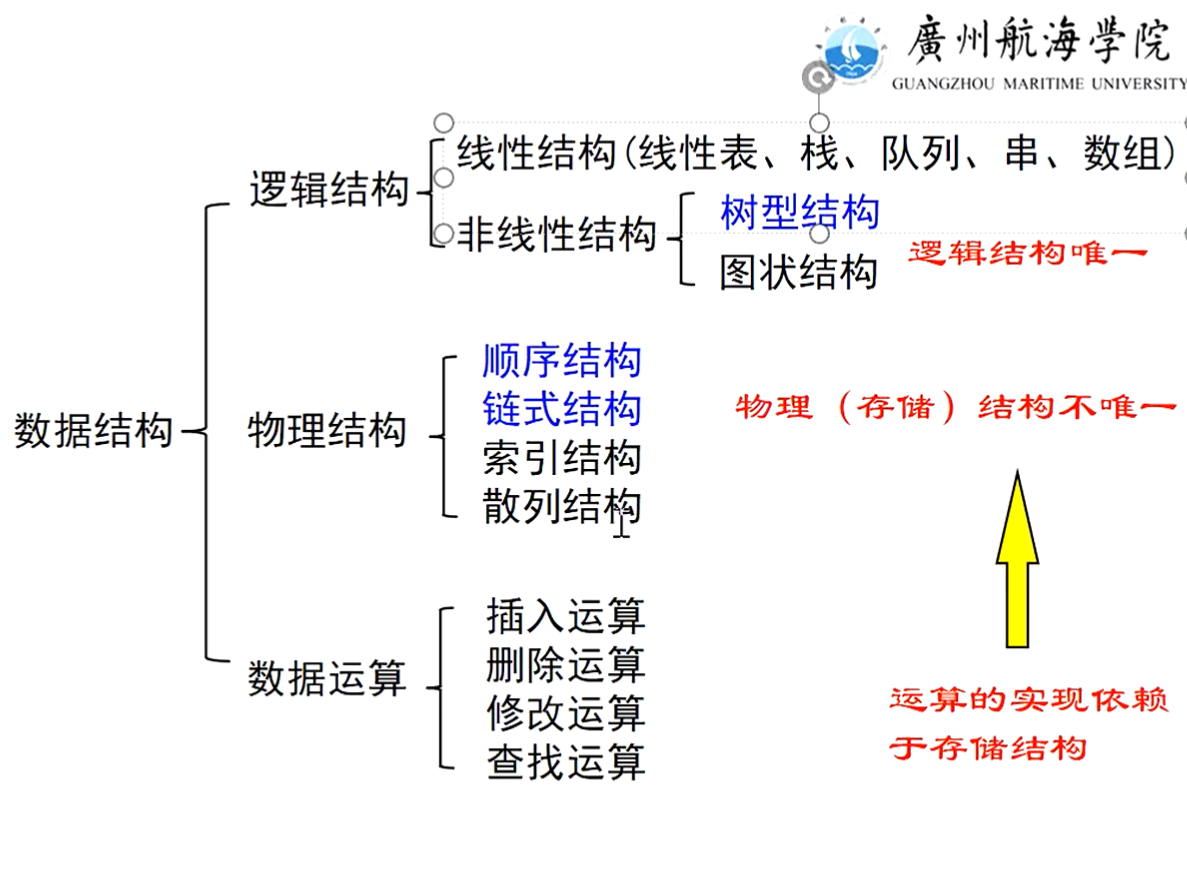 廣州航海学院
GUANGZHOU MARITIME UNIVERSITY
线性结构(线性表、栈、队列、串、数组)
逻辑结构
树型结构
非线性结构
逻辑结构唯一
图状结构
顺序结构
链式结构
物理（存储）结构不唯一
数据结构
物理结构
索引结构
散列结构
插入运算
删除运算
数据运算
运算的实现依赖
于存储结构
修改运算
查找运算